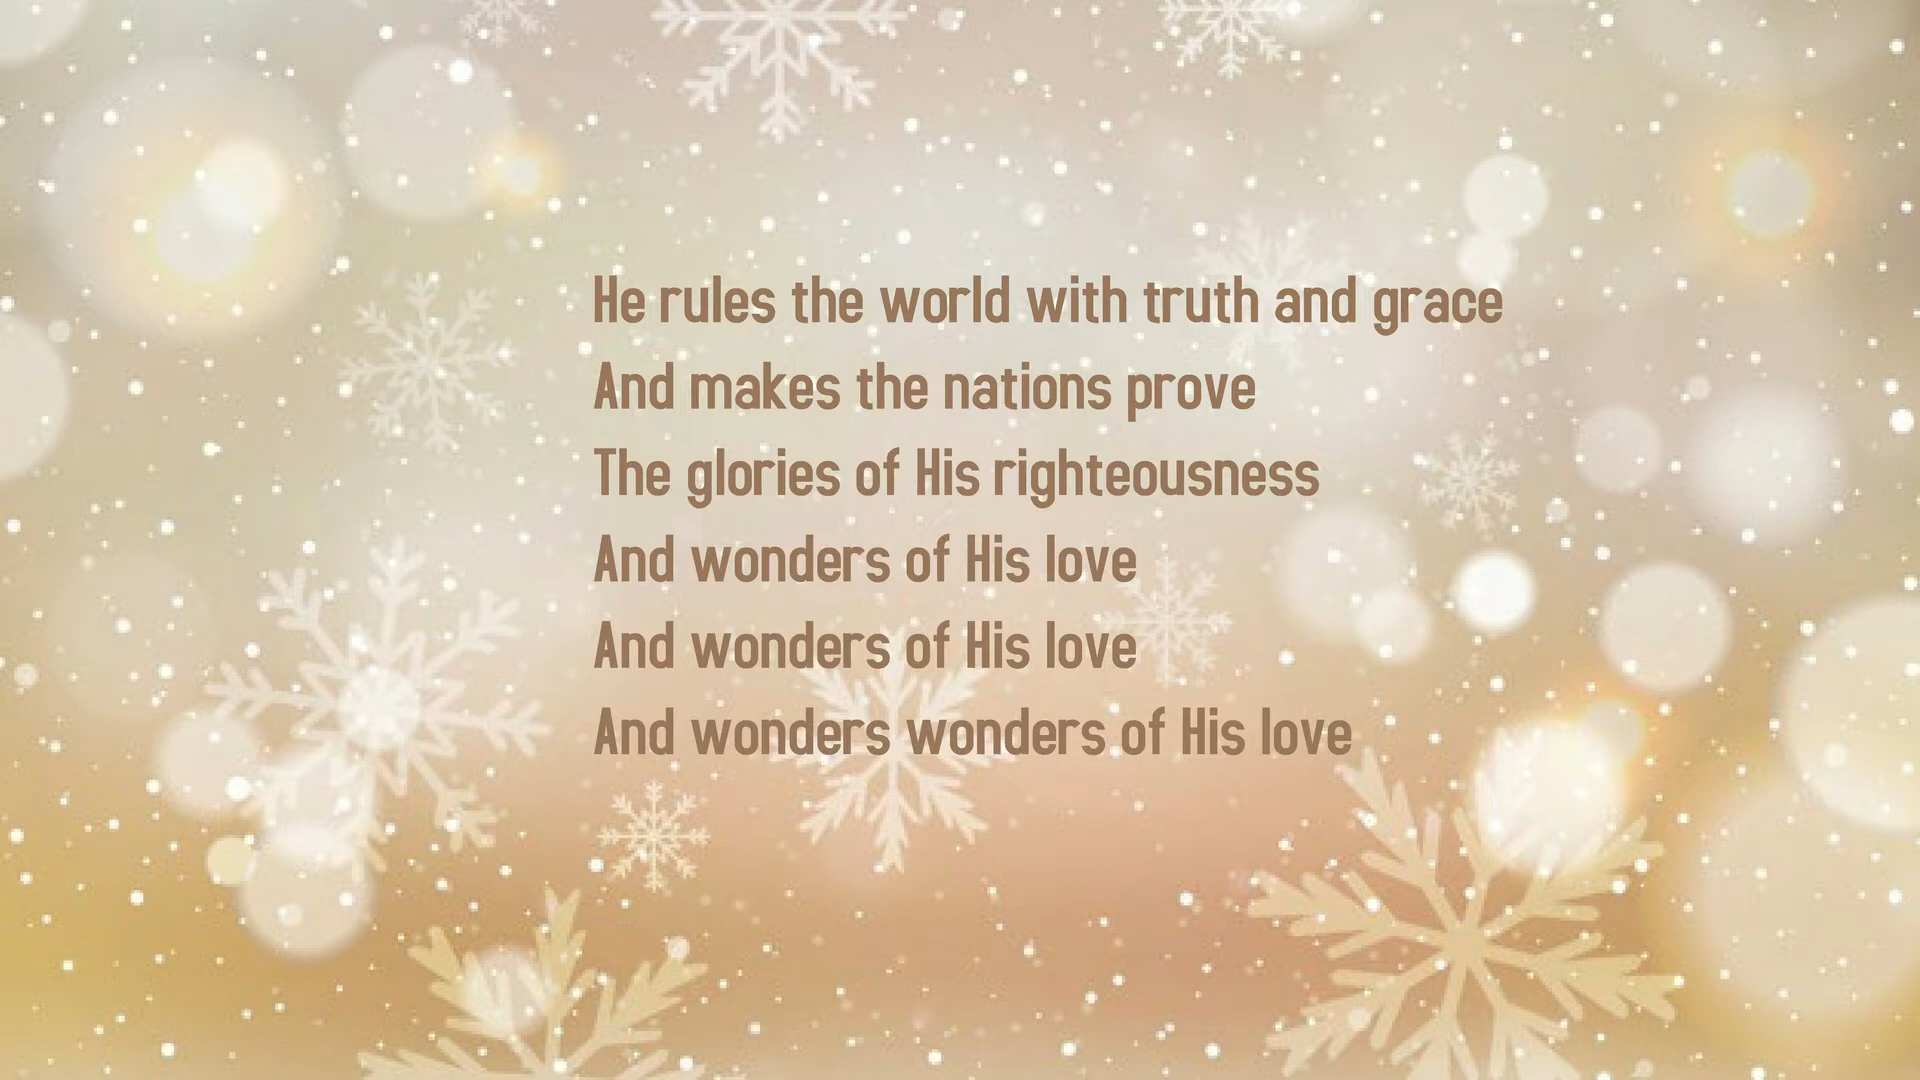 He rules the world with truth and grace
And makes the nations prove
The glories of His righteousness
And wonders of His love
And wonders of His love
And wonders wonders of His love